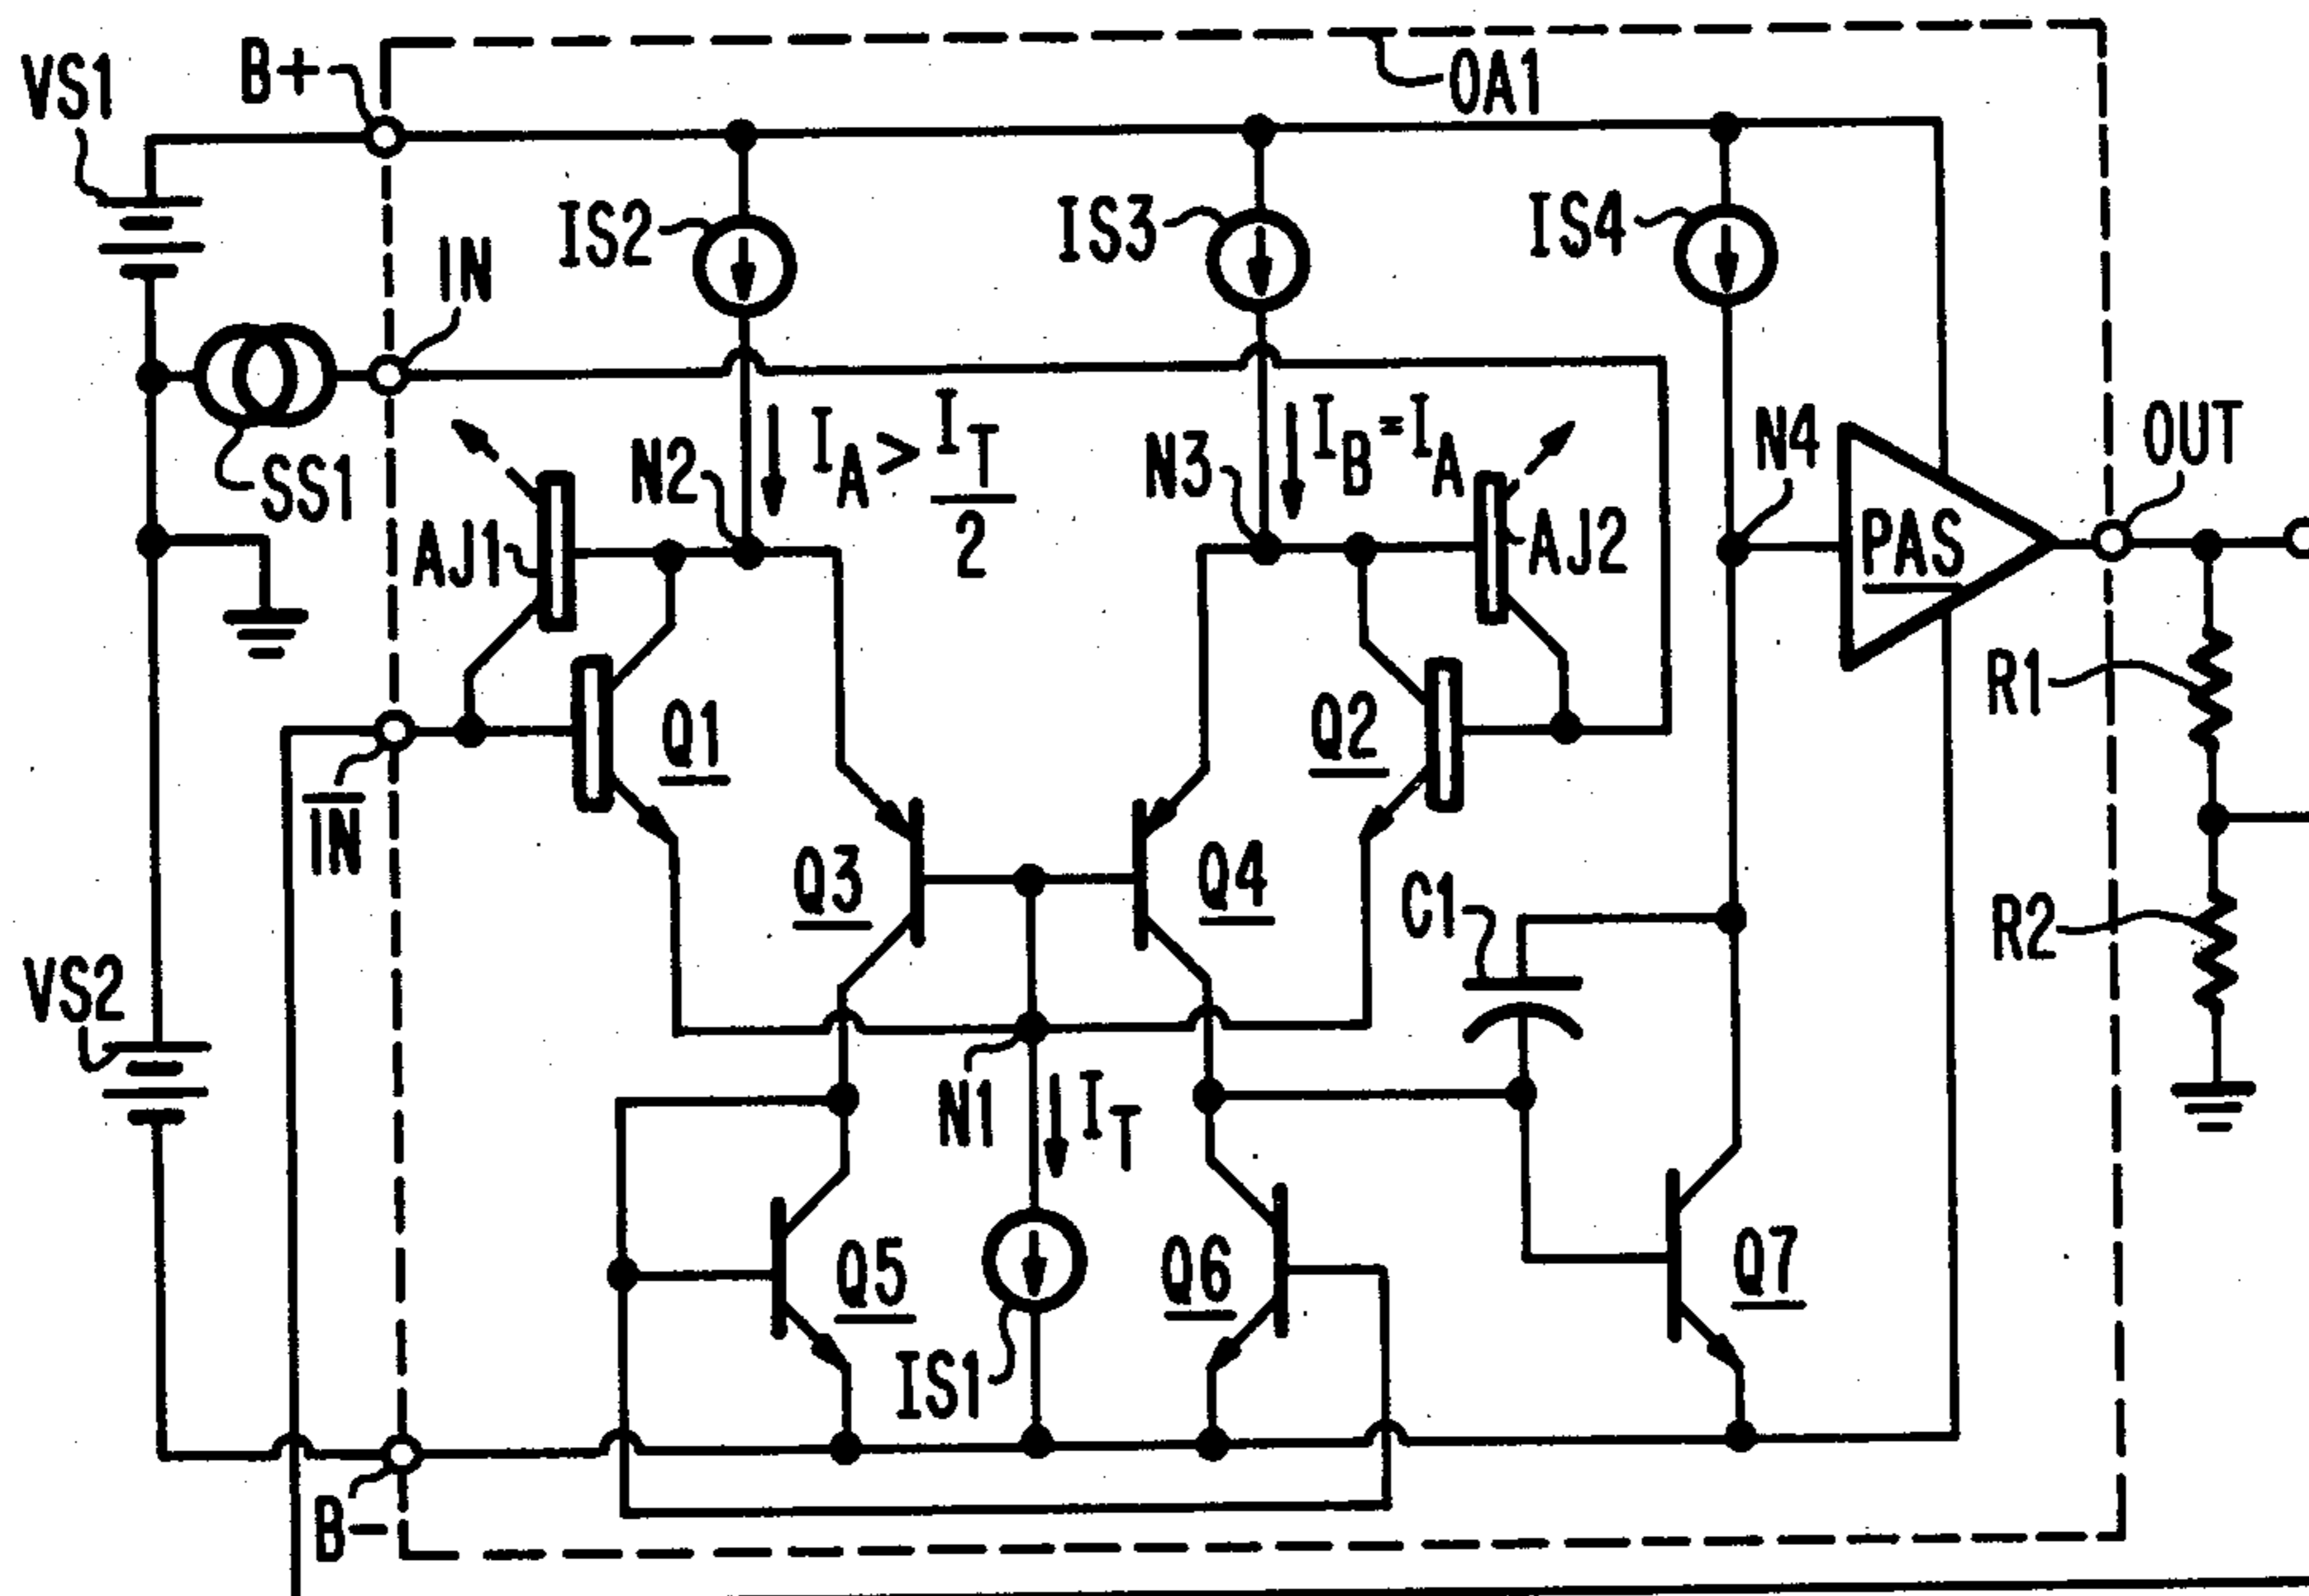 VS1
B+
OA1
IS2
IS3
IS4
IN
SS1
I_A > I_T/2
I_B = I_A
N2
N3
N4
OUT
AJ1
AJ2
PAS
R1
Q1
Q2
I̅N̅
Q3
Q4
C1
R2
VS2
N1
I_T
Q5
Q6
Q7
IS1
B-